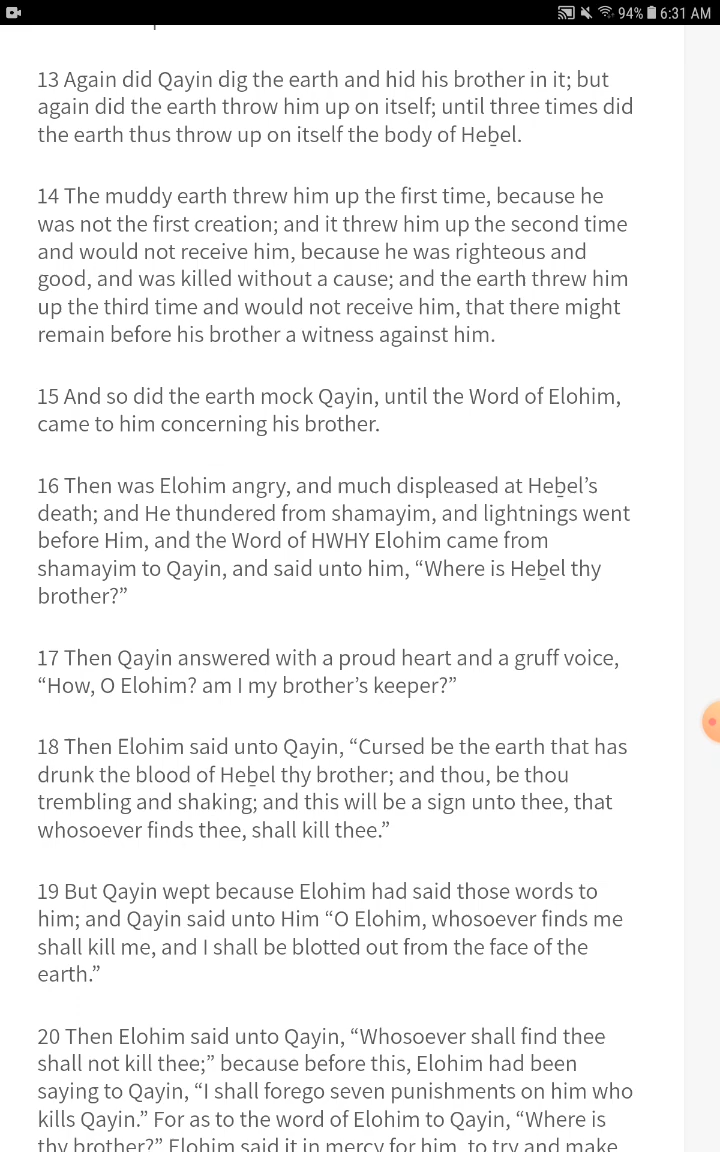 94% 6:31 AM
13 Again did Qayin dig the earth and hid his brother in it; but
again did the earth throw him up on itself; until three times did
the earth thus throw up on itself the body of Heḇel.
14 The muddy earth threw him up the first time, because he
was not the first creation; and it threw him up the second time
and would not receive him, because he was righteous and
good, and was killed without a cause; and the earth threw him
up the third time and would not receive him, that there might
remain before his brother a witness against him.
15 And so did the earth mock Qayin, until the Word of Elohim,
came to him concerning his brother.
16 Then was Elohim angry, and much displeased at Heḇel’s
death; and He thundered from shamayim, and lightnings went
before Him, and the Word of HWHY Elohim came from
shamayim to Qayin, and said unto him, “Where is Heḇel thy
brother?”
17 Then Qayin answered with a proud heart and a gruff voice,
“How, O Elohim? am I my brother’s keeper?”
18 Then Elohim said unto Qayin, “Cursed be the earth that has
drunk the blood of Heḇel thy brother; and thou, be thou
trembling and shaking; and this will be a sign unto thee, that
whosoever finds thee, shall kill thee.”
19 But Qayin wept because Elohim had said those words to
him; and Qayin said unto Him “O Elohim, whosoever finds me
shall kill me, and I shall be blotted out from the face of the
earth.”
20 Then Elohim said unto Qayin, “Whosoever shall find thee
shall not kill thee;” because before this, Elohim had been
saying to Qayin, “I shall forego seven punishments on him who
kills Qayin.” For as to the word of Elohim to Qayin, “Where is
thy brother?” Elohim said it in mercy for him, to try and make